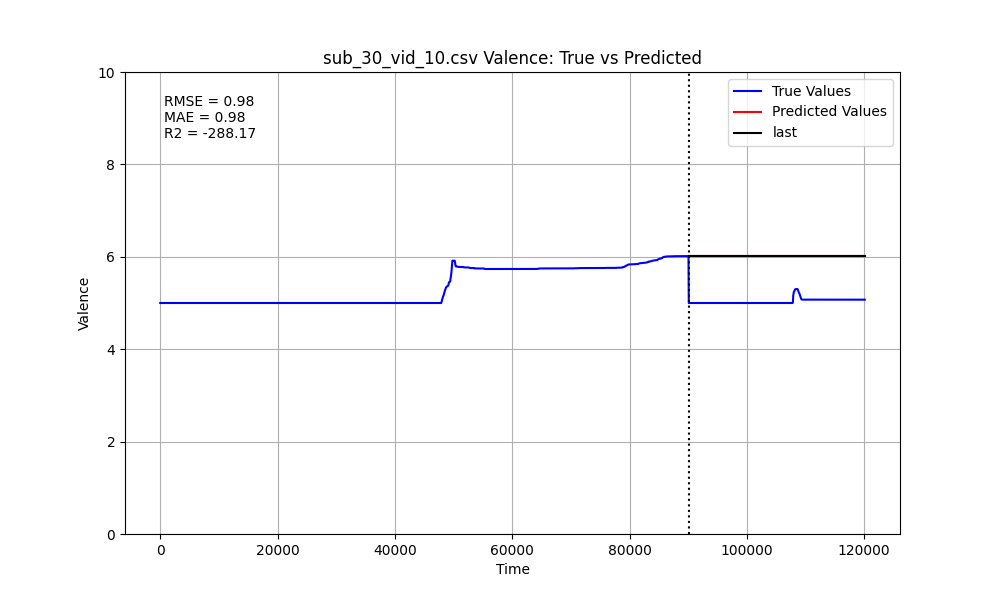 sub_30_vid_10.csv Valence: True vs Predicted
10
8
6
4
2
0
Valence
RMSE = 0.98
MAE = 0.98
R2 = -288.17
True Values
Predicted Values
last
0 20000 40000 60000 80000 100000 120000
Time